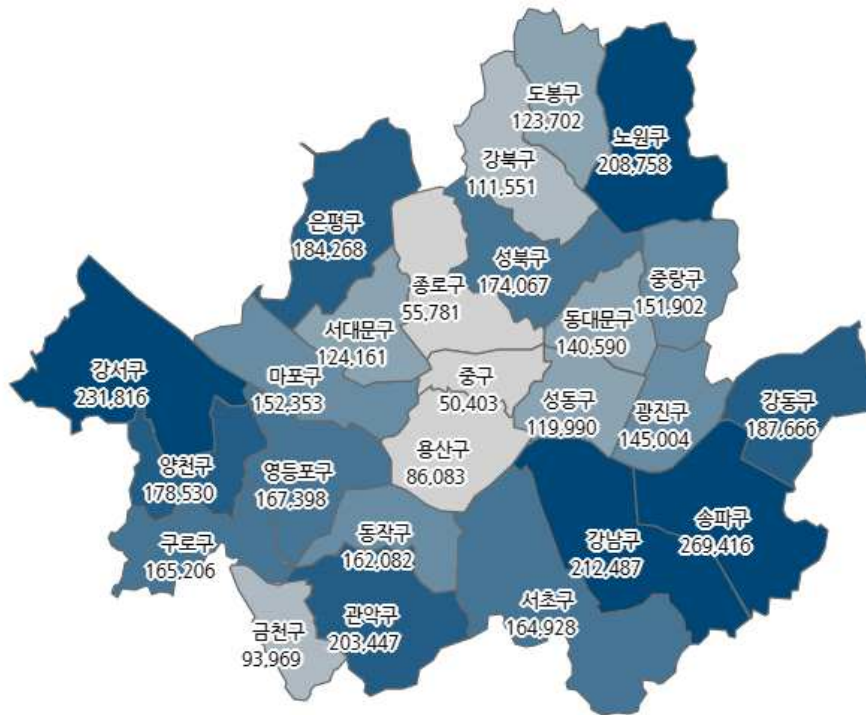 도봉구
123,702
노원구
208,758
강북구
111,551
은평구
184,268
성북구
174,067
중랑구
151,902
종로구
55,781
동대문구
140,590
서대문구
124,161
강서구
231,816
마포구
152,353
중구
50,403
성동구
119,990
광진구
145,004
강동구
187,666
용산구
86,083
양천구
178,530
영등포구
167,398
송파구
269,416
구로구
165,206
동작구
162,082
강남구
212,487
서초구
164,928
관악구
203,447
금천구
93,969